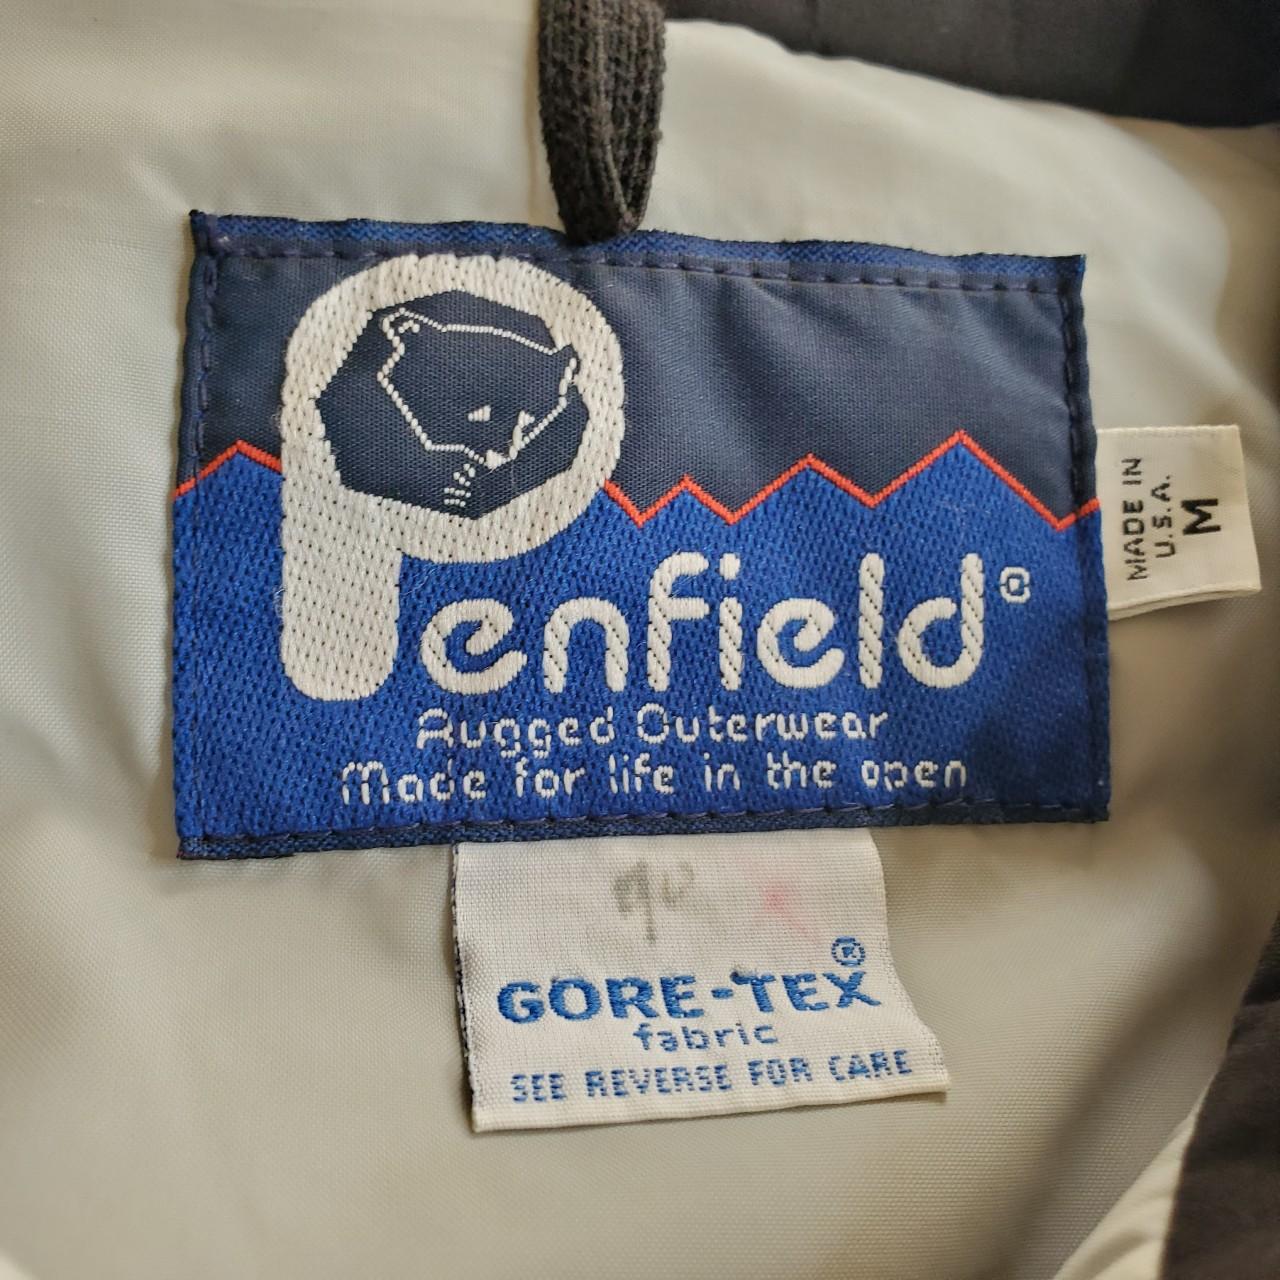 Penfield®
Rugged Outerwear
Made for life in the open
MADE IN
U.S.A.
M
GORE-TEX®
fabric
SEE REVERSE FOR CARE